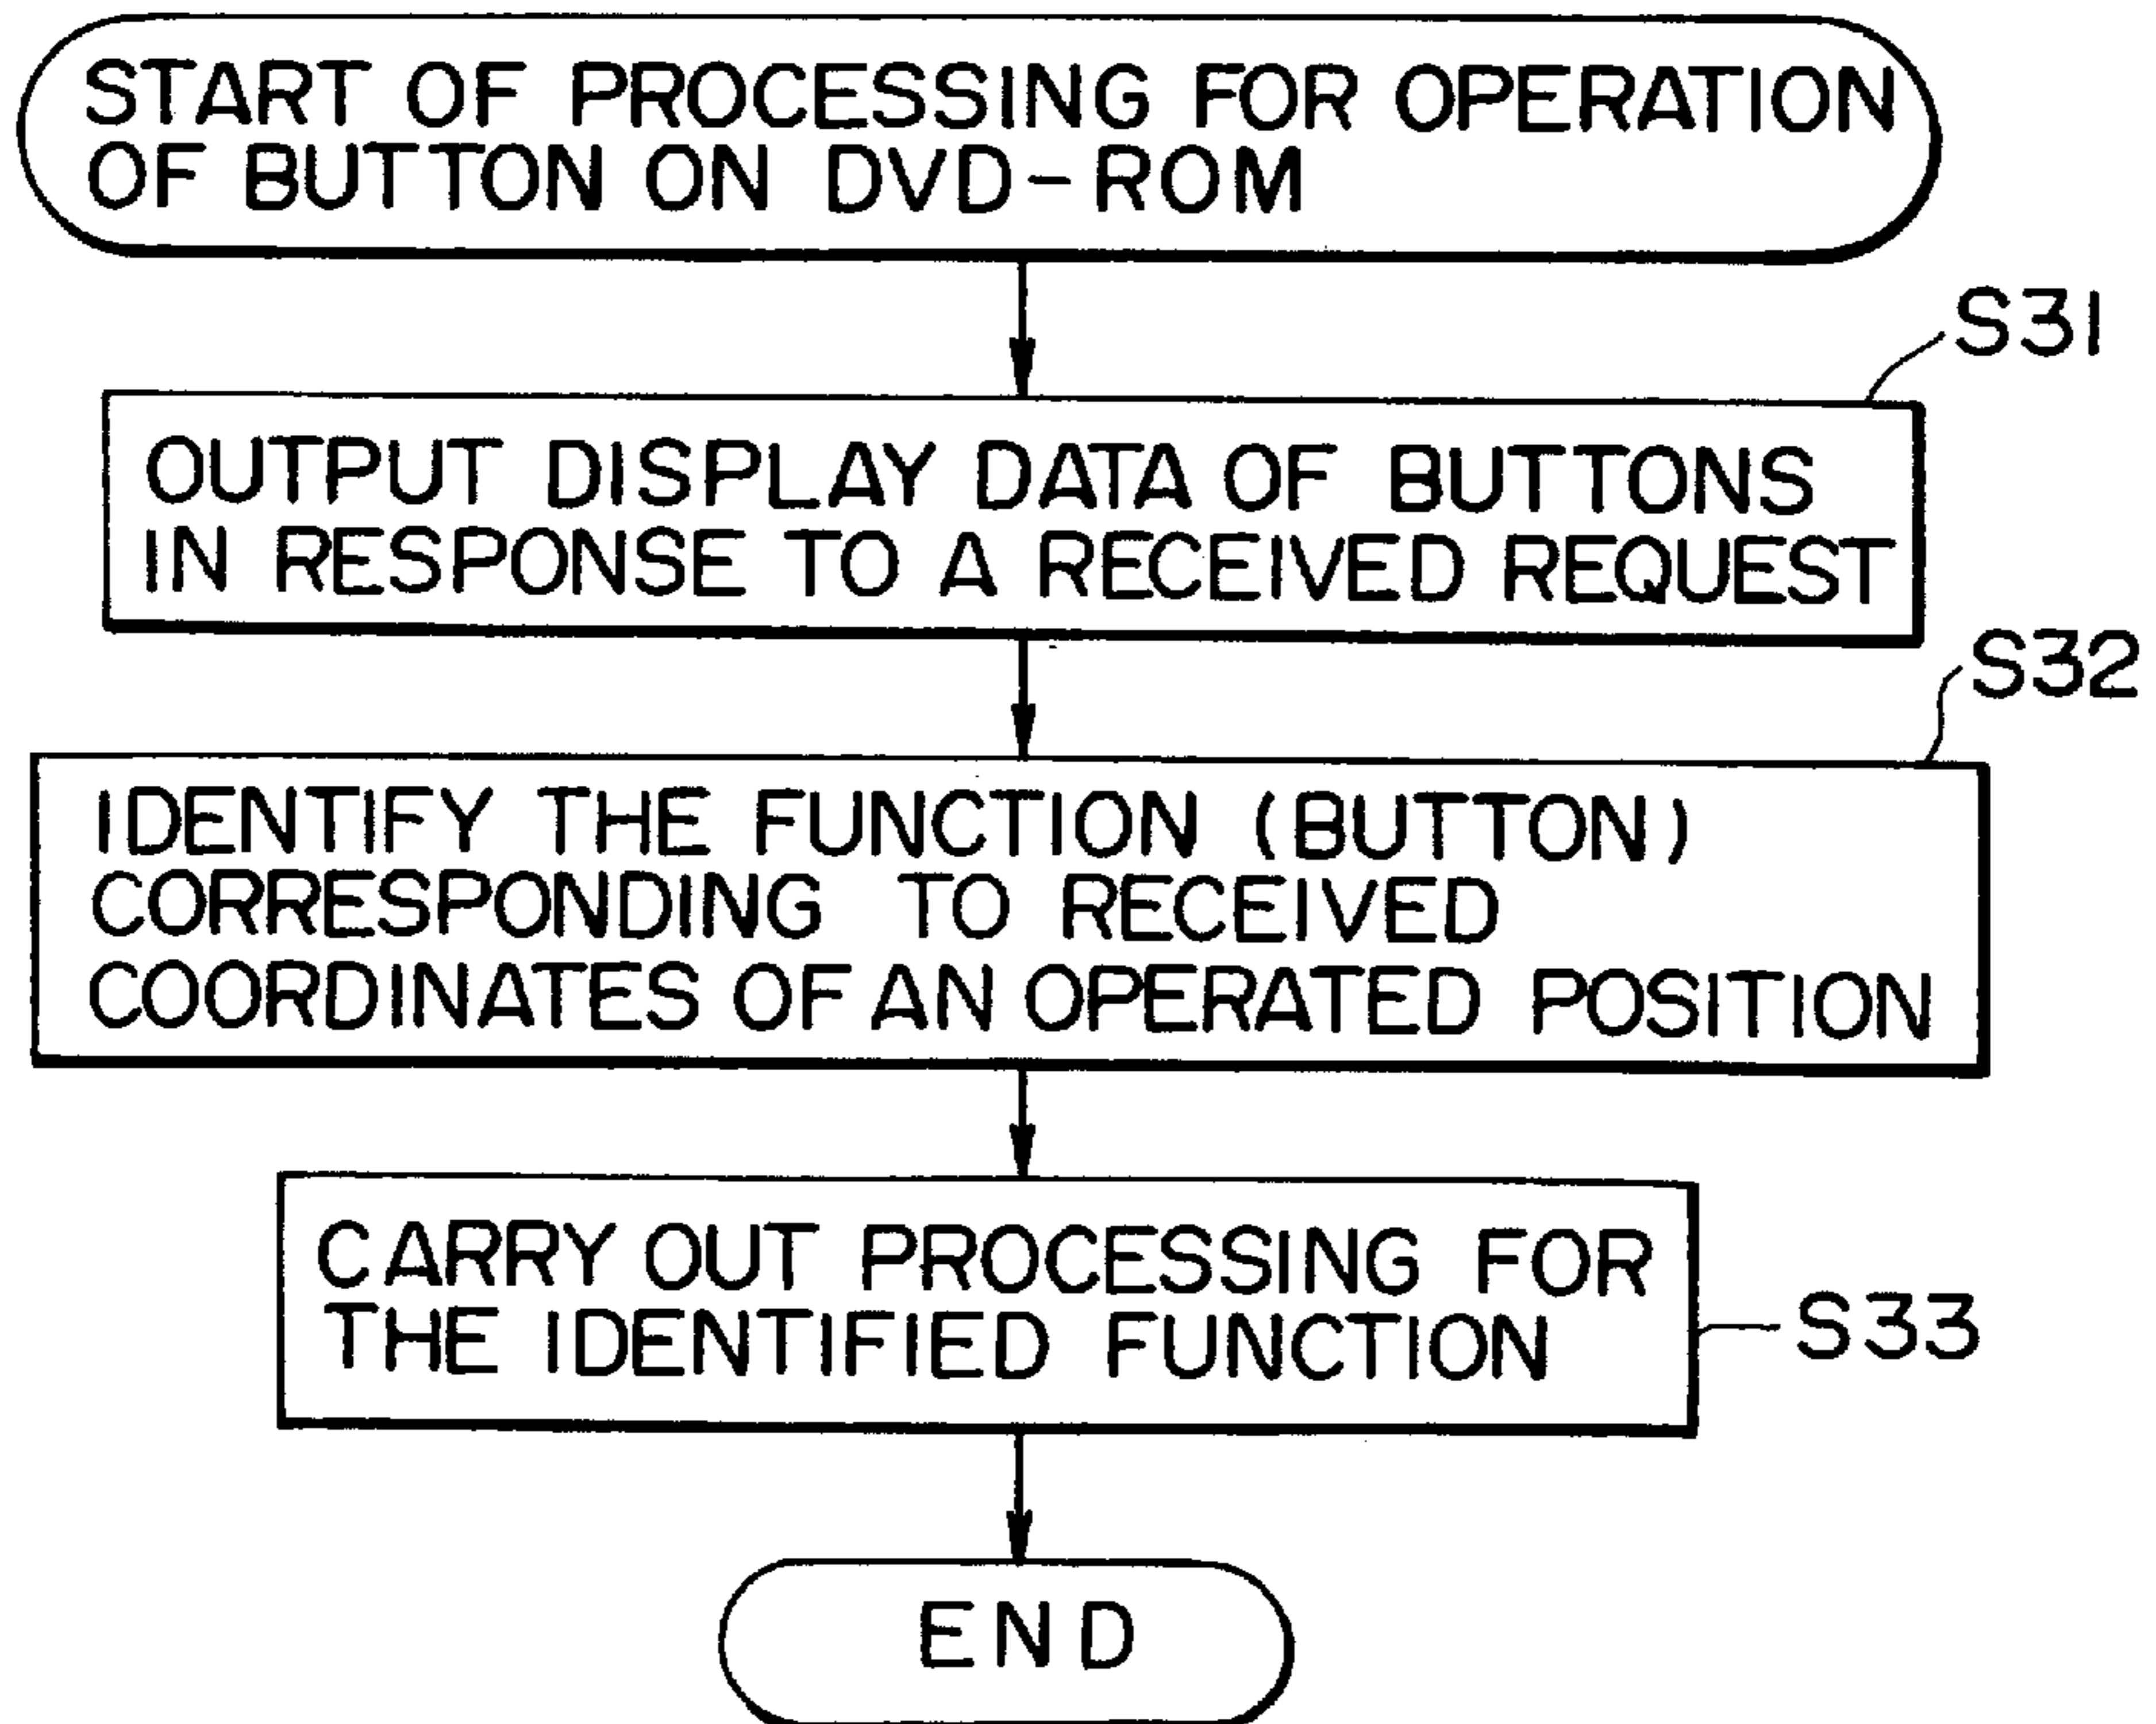 START OF PROCESSING FOR OPERATION
OF BUTTON ON DVD-ROM
S31
OUTPUT DISPLAY DATA OF BUTTONS
IN RESPONSE TO A RECEIVED REQUEST
S32
IDENTIFY THE FUNCTION (BUTTON)
CORRESPONDING TO RECEIVED
COORDINATES OF AN OPERATED POSITION
CARRY OUT PROCESSING FOR
THE IDENTIFIED FUNCTION
S33
END